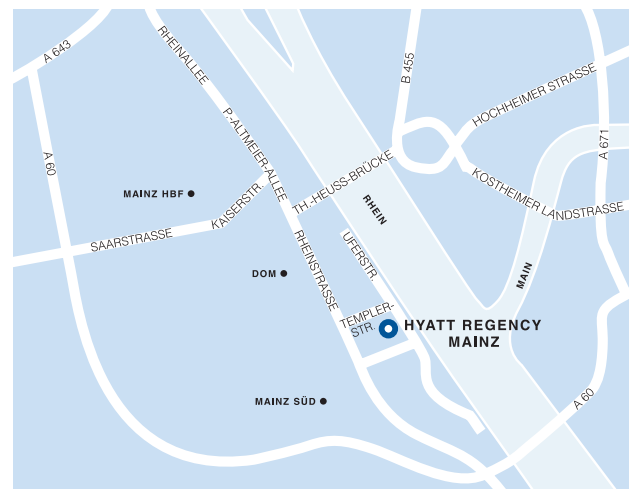 A 643
RHEINALLEE
B 455
HOCHHEIMER STRASSE
A 671
P.-ALTMEIER-ALLEE
A 60
MAINZ HBF
KAISERSTR.
TH.-HEUSS-BRÜCKE
KOSTHEIMER LANDSTRASSE
RHEIN
SAARSTRASSE
UFERSTR.
RHEINSTRASSE
DOM
MAIN
TEMPLER-
STR.
HYATT REGENCY
MAINZ
MAINZ SÜD
A 60